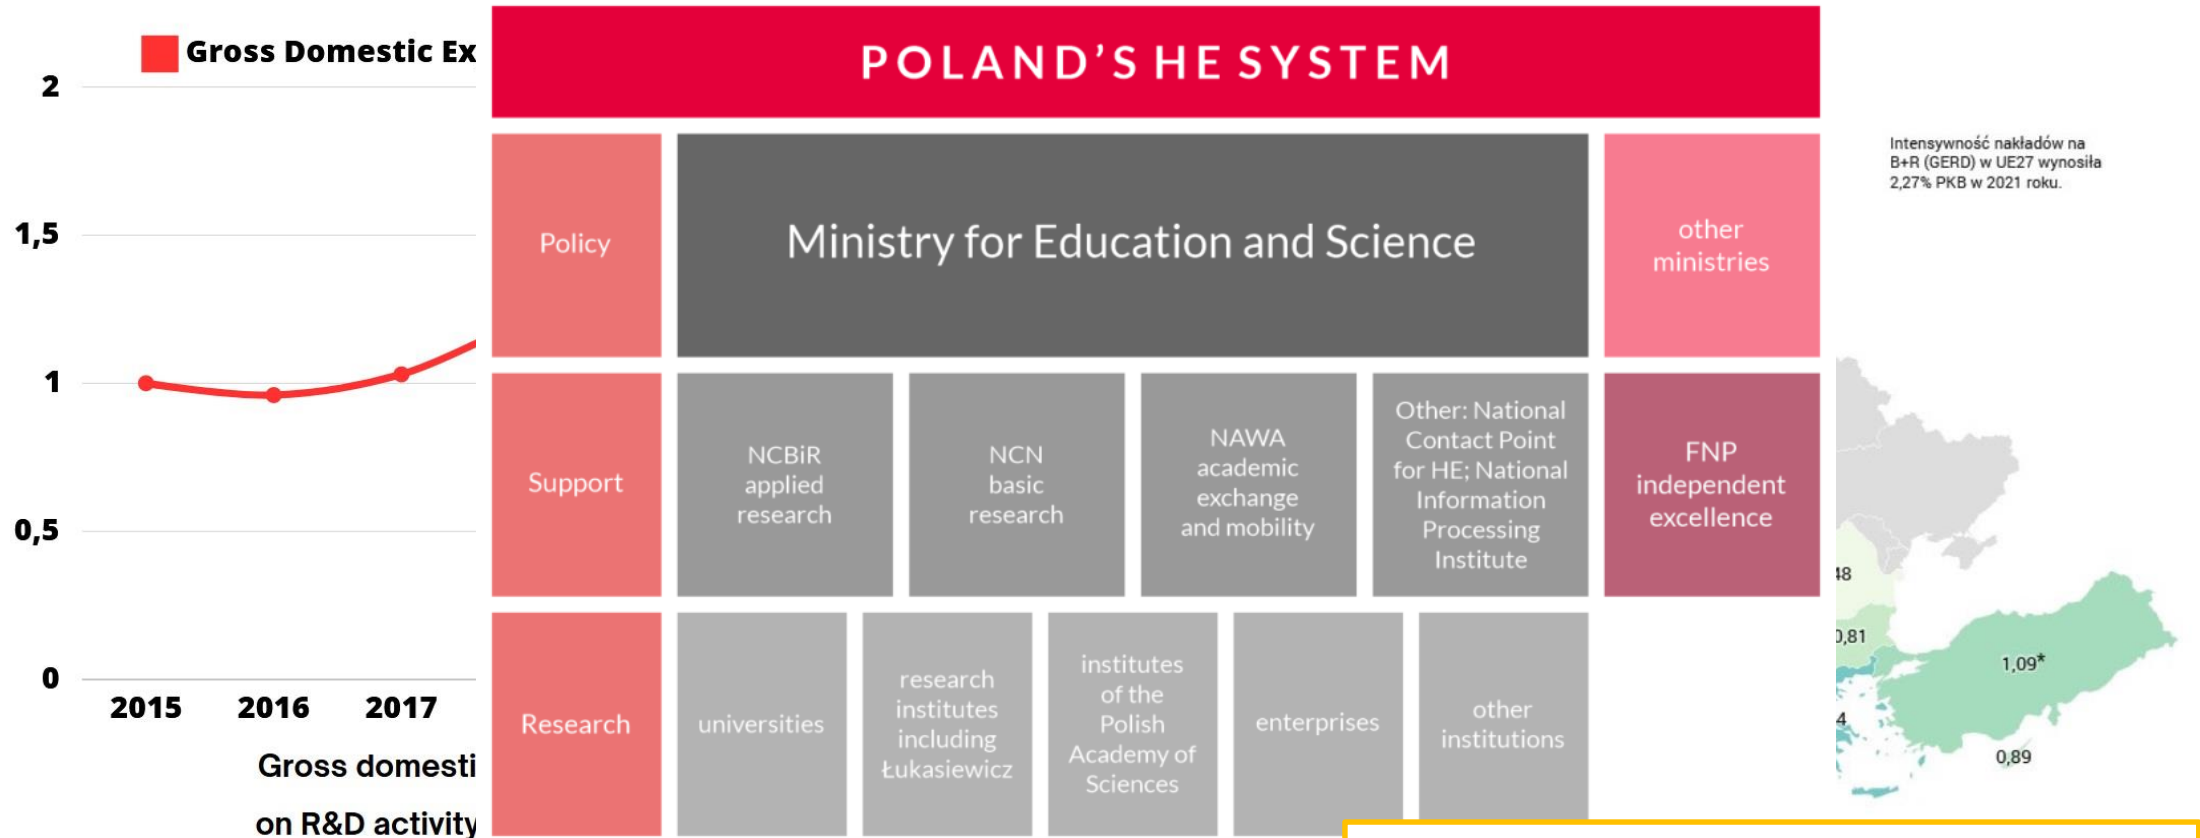 Gross Domestic Ex
2
1,5
1
0,5
0
2015 2016 2017
Gross domesti
on R&D activity
POLAND'S HE SYSTEM
Policy
Ministry for Education and Science
other
ministries
Support
NCBiR
applied
research
NCN
basic
research
NAWA
academic
exchange
and mobility
Other: National
Contact Point
for HE; National
Information
Processing
Institute
FNP
independent
excellence
Research
universities
research
institutes
including
Łukasiewicz
institutes
of the
Polish
Academy of
Sciences
enterprises
other
institutions
Intensywność nakładów na
B+R (GERD) w UE27 wynosiła
2,27% PKB w 2021 roku.
48
0,81
1,09*
4
0,89